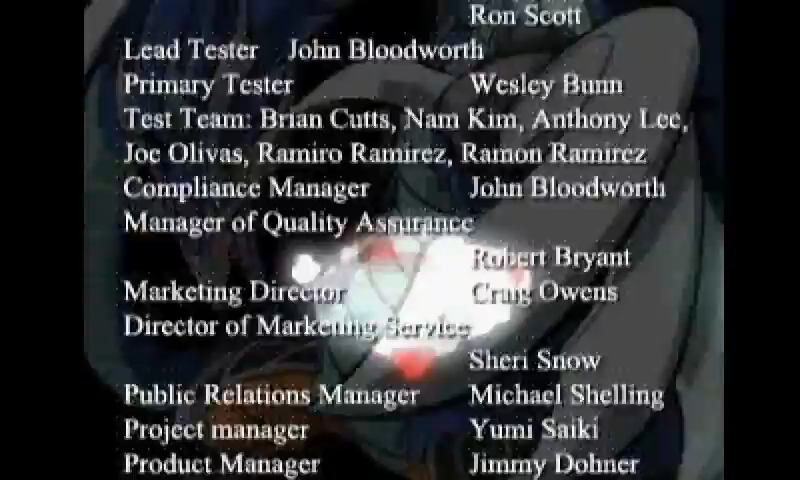 Ron Scott
Lead Tester John Bloodworth
Primary Tester Wesley Bunn
Test Team: Brian Cutts, Nam Kim, Anthony Lee,
Joe Olivas, Ramiro Ramirez, Ramon Ramirez
Compliance Manager John Bloodworth
Manager of Quality Assurance
Robert Bryant
Marketing Director Craig Owens
Director of Marketing Service
Sheri Snow
Public Relations Manager Michael Shelling
Project manager Yumi Saiki
Product Manager Jimmy Dohner